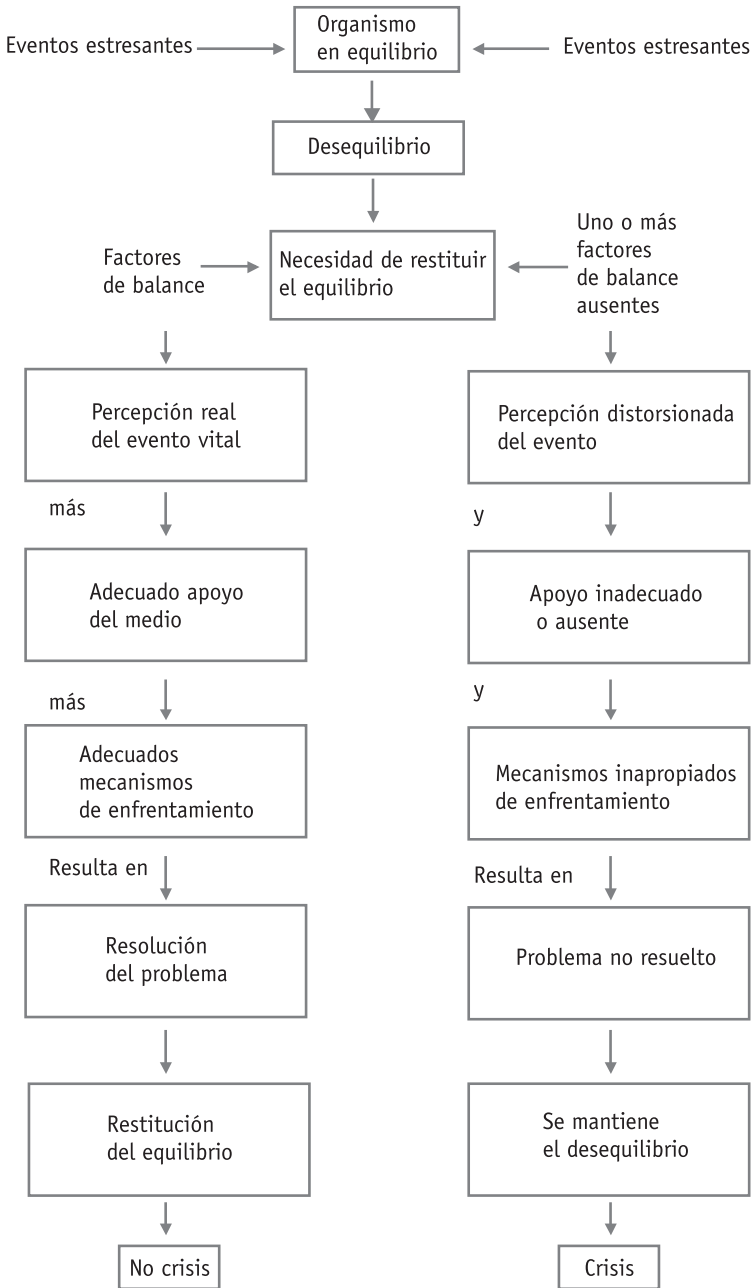 Organismo
en equilibrio
Eventos estresantes
Eventos estresantes
Desequilibrio
Necesidad de restituir
el equilibrio
Factores
de balance
Uno o más
factores
de balance
ausentes
Percepción real
del evento vital
más
Adecuado apoyo
del medio
más
Adecuados
mecanismos
de enfrentamiento
Resulta en
Resolución
del problema
Restitución
del equilibrio
No crisis
Percepción distorsionada
del evento
y
Apoyo inadecuado
o ausente
y
Mecanismos inapropiados
de enfrentamiento
Resulta en
Problema no resuelto
Se mantiene
el desequilibrio
Crisis